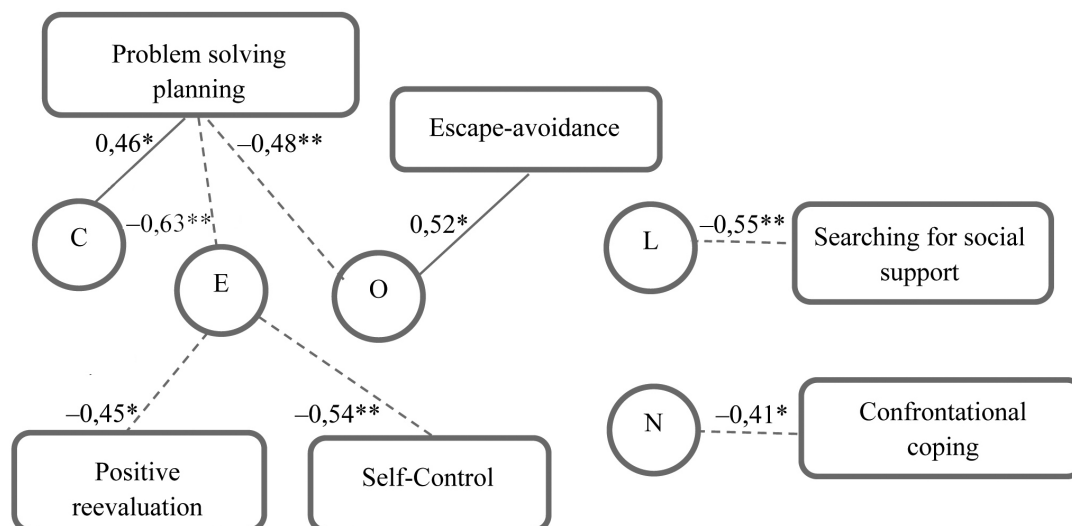 Problem solving
planning
Escape-avoidance
0,46*
–0,48**
C
–0,63**
0,52*
E
O
L
–0,55**
Searching for social
support
–0,45*
–0,54**
N
–0,41*
Confrontational
coping
Positive
reevaluation
Self-Control